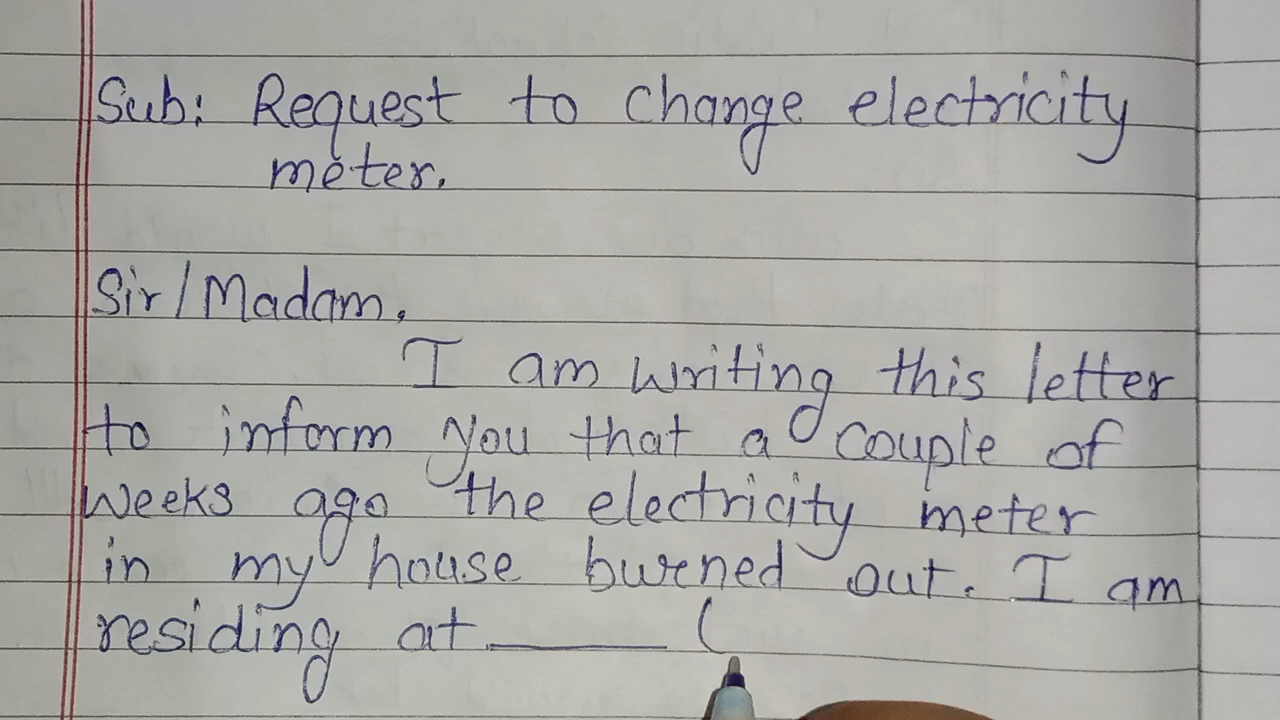 Sub: Request to change electricity
meter.
Sir/Madam,
I am writing this letter
to inform you that a couple of
weeks ago the electricity meter
in my house burned out. I am
residing at ______ (